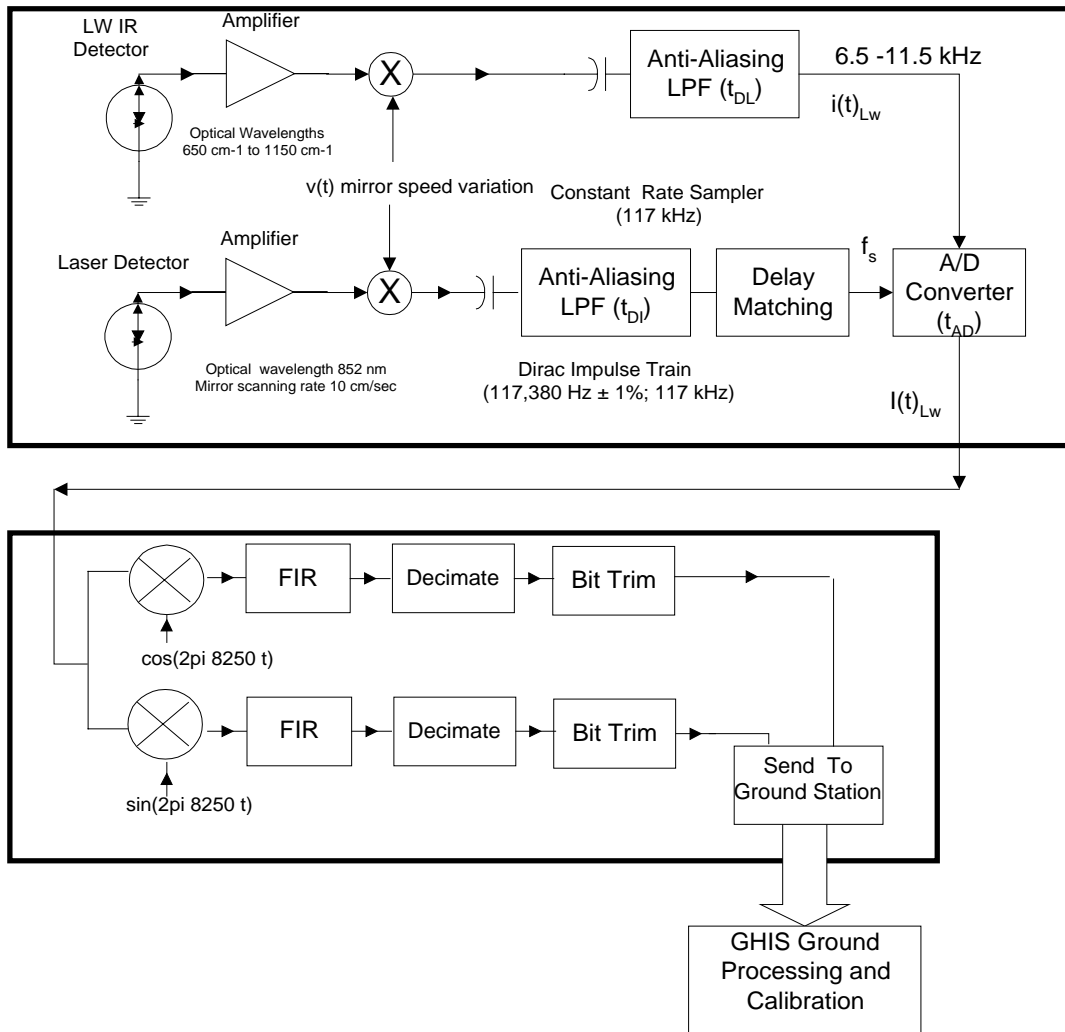 LW IR
Detector
Amplifier
X
Anti-Aliasing
LPF (tDL)
6.5 -11.5 kHz
i(t)Lw
Optical Wavelengths
650 cm-1 to 1150 cm-1
v(t) mirror speed variation
Constant Rate Sampler
(117 kHz)
Laser Detector
Amplifier
X
Anti-Aliasing
LPF (tDI)
Delay
Matching
fs
A/D
Converter
(tAD)
Optical wavelength 852 nm
Mirror scanning rate 10 cm/sec
Dirac Impulse Train
(117,380 Hz ± 1%; 117 kHz)
I(t)Lw
FIR
Decimate
Bit Trim
cos(2pi 8250 t)
FIR
Decimate
Bit Trim
sin(2pi 8250 t)
Send To
Ground Station
GHIS Ground
Processing and
Calibration